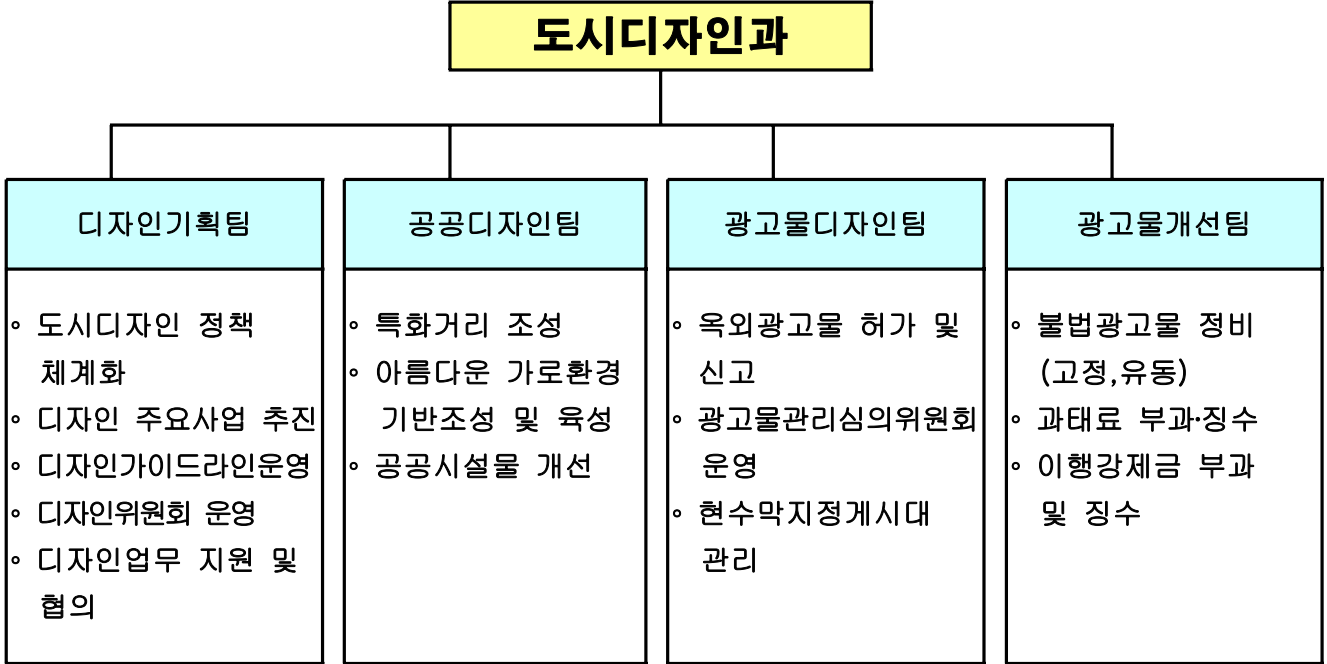 도시디자인과
디자인기획팀
◦ 도시디자인 정책
체계화
◦ 디자인 주요사업 추진
◦ 디자인가이드라인운영
◦ 디자인위원회 운영
◦ 디자인업무 지원 및
협의
공공디자인팀
◦ 특화거리 조성
◦ 아름다운 가로환경
기반조성 및 육성
◦ 공공시설물 개선
광고물디자인팀
◦ 옥외광고물 허가 및
신고
◦ 광고물관리심의위원회
운영
◦ 현수막지정게시대
관리
광고물개선팀
◦ 불법광고물 정비
(고정,유동)
◦ 과태료 부과·징수
◦ 이행강제금 부과
및 징수